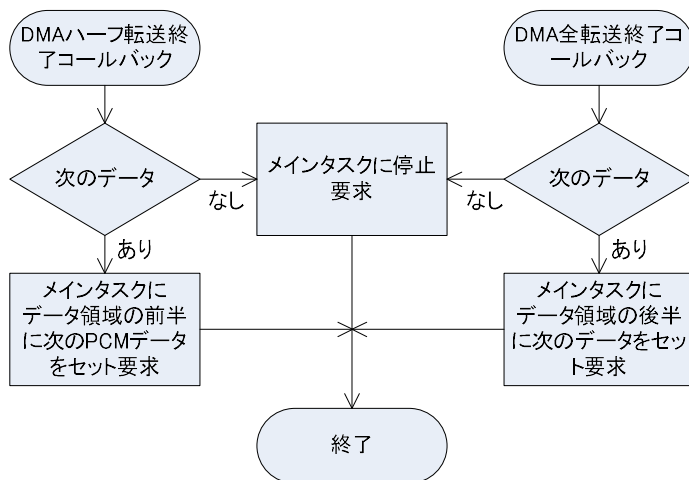 DMAハーフ転送終
了コールバック
DMA全転送終了コ
ールバック
次のデータ
なし
メインタスクに停止
要求
なし
次のデータ
あり
あり
メインタスクに
データ領域の前半
に次のPCMデータ
をセット要求
メインタスクに
データ領域の後半
に次のデータをセッ
ト要求
終了